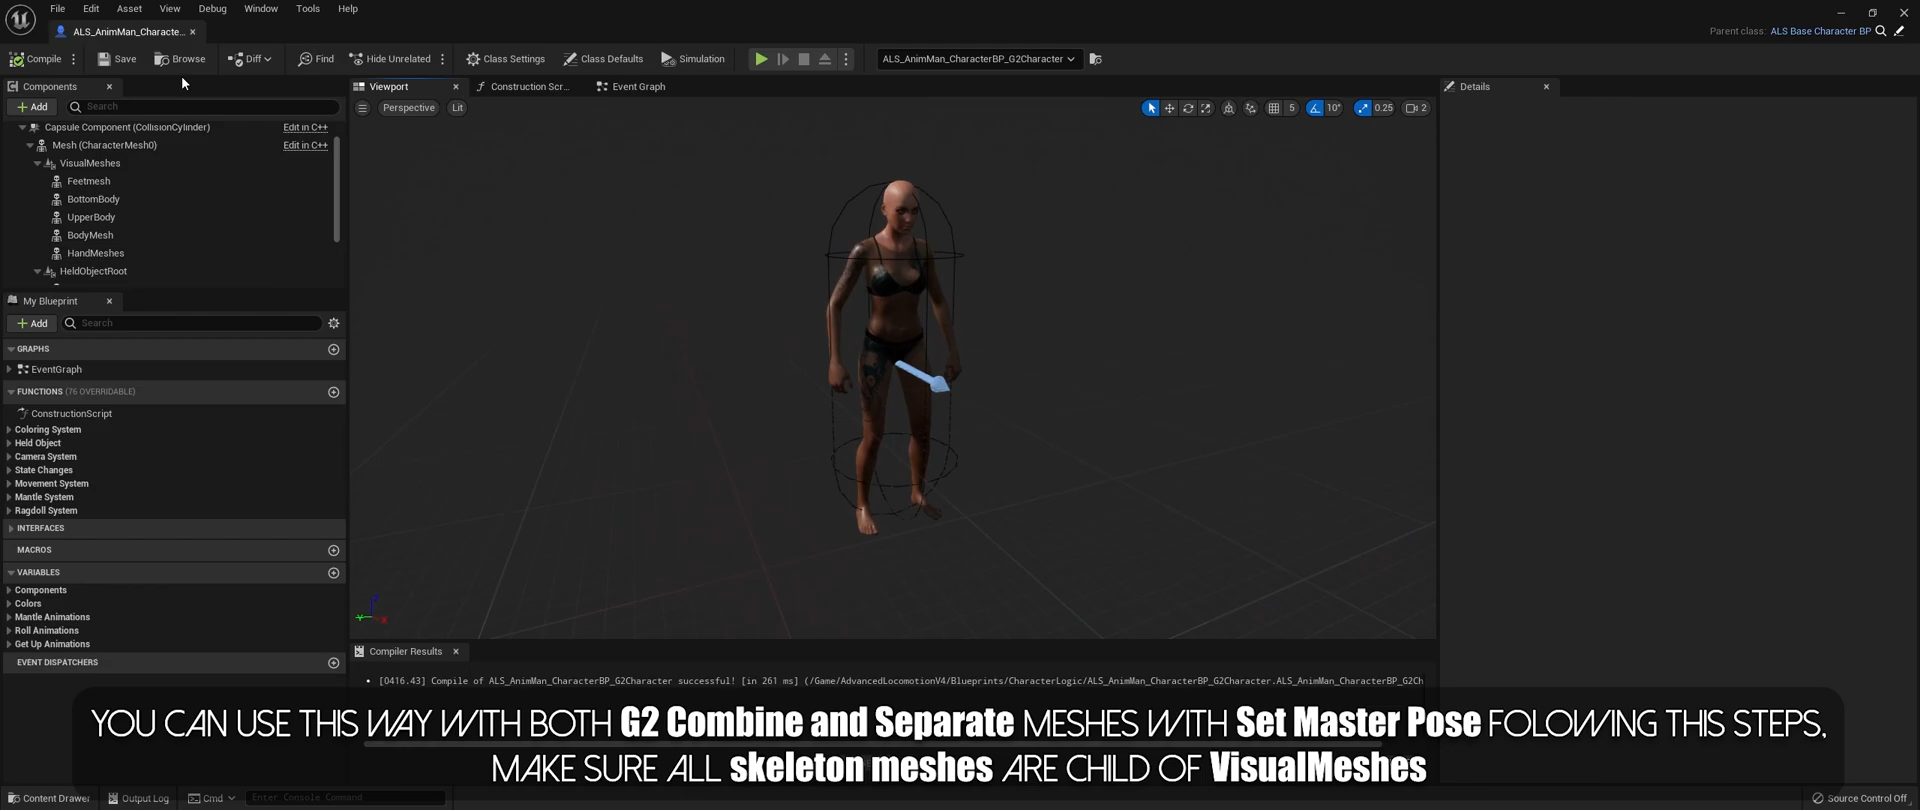 File Edit Asset View Debug Window Tools Help
ALS_AnimMan_Characte...
Parent class: ALS Base Character BP
Compile Save Browse Diff Find Hide Unrelated Class Settings Class Defaults Simulation ALS_AnimMan_CharacterBP_G2Character
Components
Viewport Construction Scr... Event Graph
Details
Add Search
Perspective Lit 5 10° 0.25 2
Capsule Component (CollisionCylinder) Edit in C++
Mesh (CharacterMesh0) Edit in C++
VisualMeshes
Feetmesh
BottomBody
UpperBody
BodyMesh
HandMeshes
HeldObjectRoot
My Blueprint
Add Search
GRAPHS
EventGraph
FUNCTIONS (76 OVERRIDABLE)
ConstructionScript
Coloring System
Held Object
Camera System
State Changes
Movement System
Mantle System
Ragdoll System
INTERFACES
MACROS
VARIABLES
Components
Colors
Mantle Animations
Roll Animations
Get Up Animations
EVENT DISPATCHERS
Z Y X
Compiler Results
[0416.43] Compile of ALS_AnimMan_CharacterBP_G2Character successful! [in 261 ms] (/Game/AdvancedLocomotionV4/Blueprints/CharacterLogic/ALS_AnimMan_CharacterBP_G2Character.ALS_AnimMan_CharacterBP_G2Ch
YOU CAN USE THIS WAY WITH BOTH G2 Combine and Separate MESHES WITH Set Master Pose FOLOWING THIS STEPS,
MAKE SURE ALL skeleton meshes ARE CHILD OF VisualMeshes
Content Drawer Output Log Cmd Enter Console Command Source Control Off